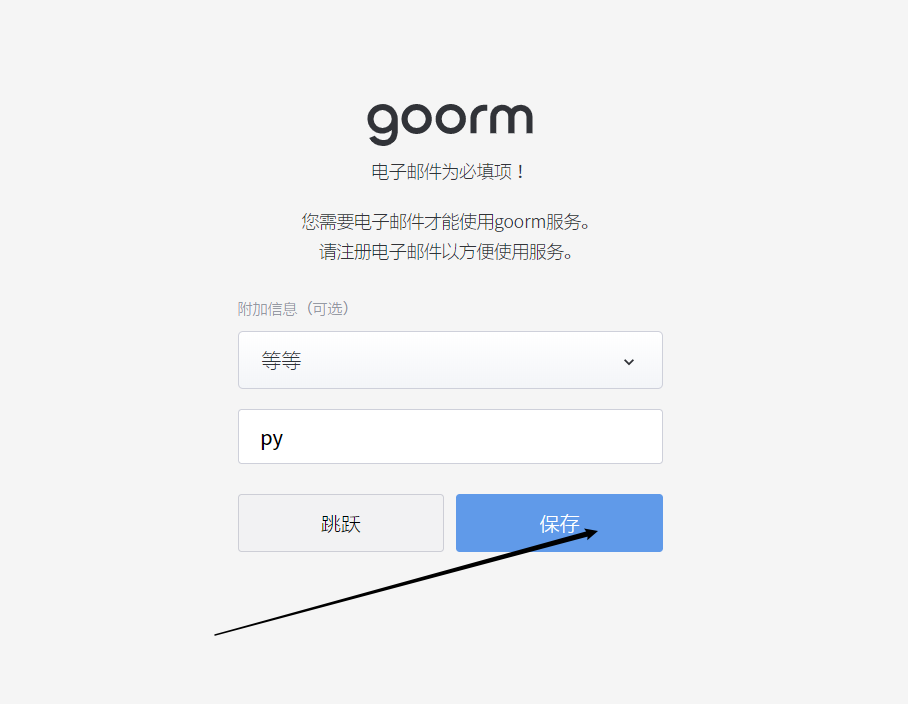 goorm
电子邮件为必填项！
您需要电子邮件才能使用goorm服务。
请注册电子邮件以方便使用服务。
附加信息（可选）
等等
py
跳跃
保存